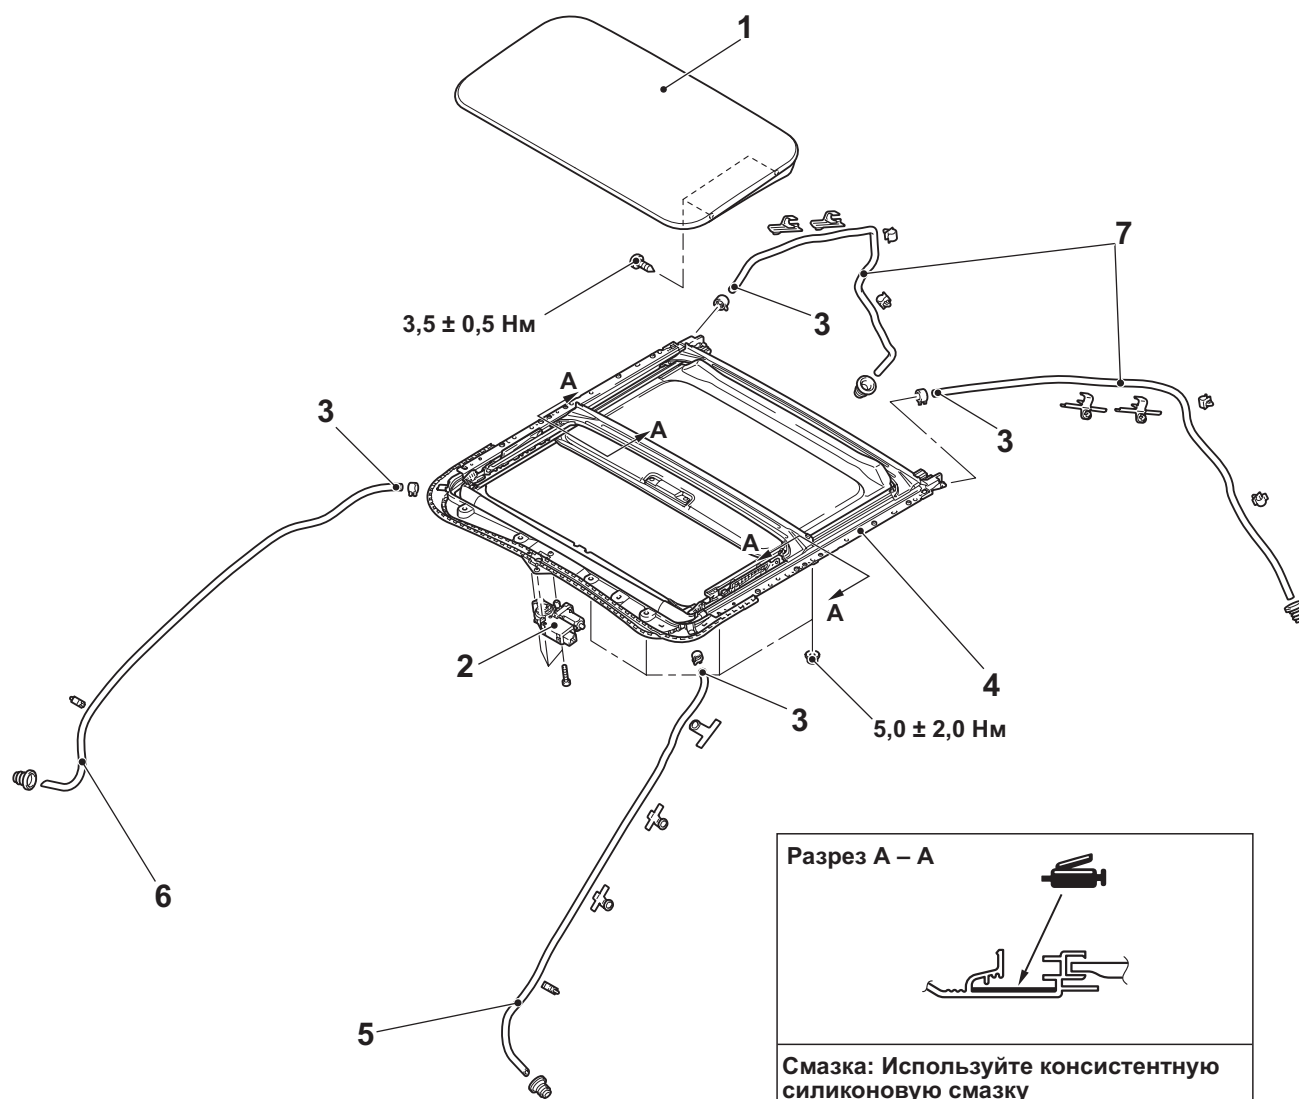 1
7
3,5 ± 0,5 Нм
3
A
3
A
3
A
A
2
4
3
5,0 ± 2,0 Нм
6
5
Разрез A – A
Смазка: Используйте консистентную
силиконовую смазку